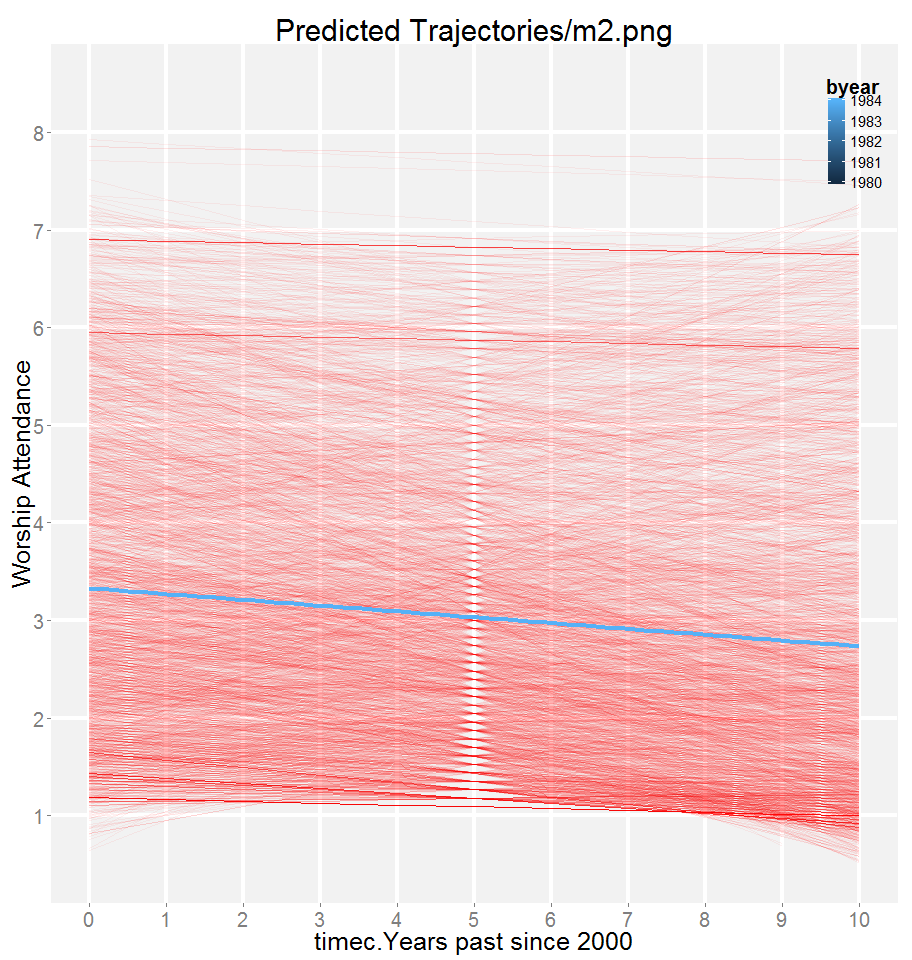 Predicted Trajectories/m2.png
byear
1984
1983
1982
1981
1980
8
7
6
5
4
3
2
1
Worship Attendance
0 1 2 3 4 5 6 7 8 9 10
timec.Years past since 2000